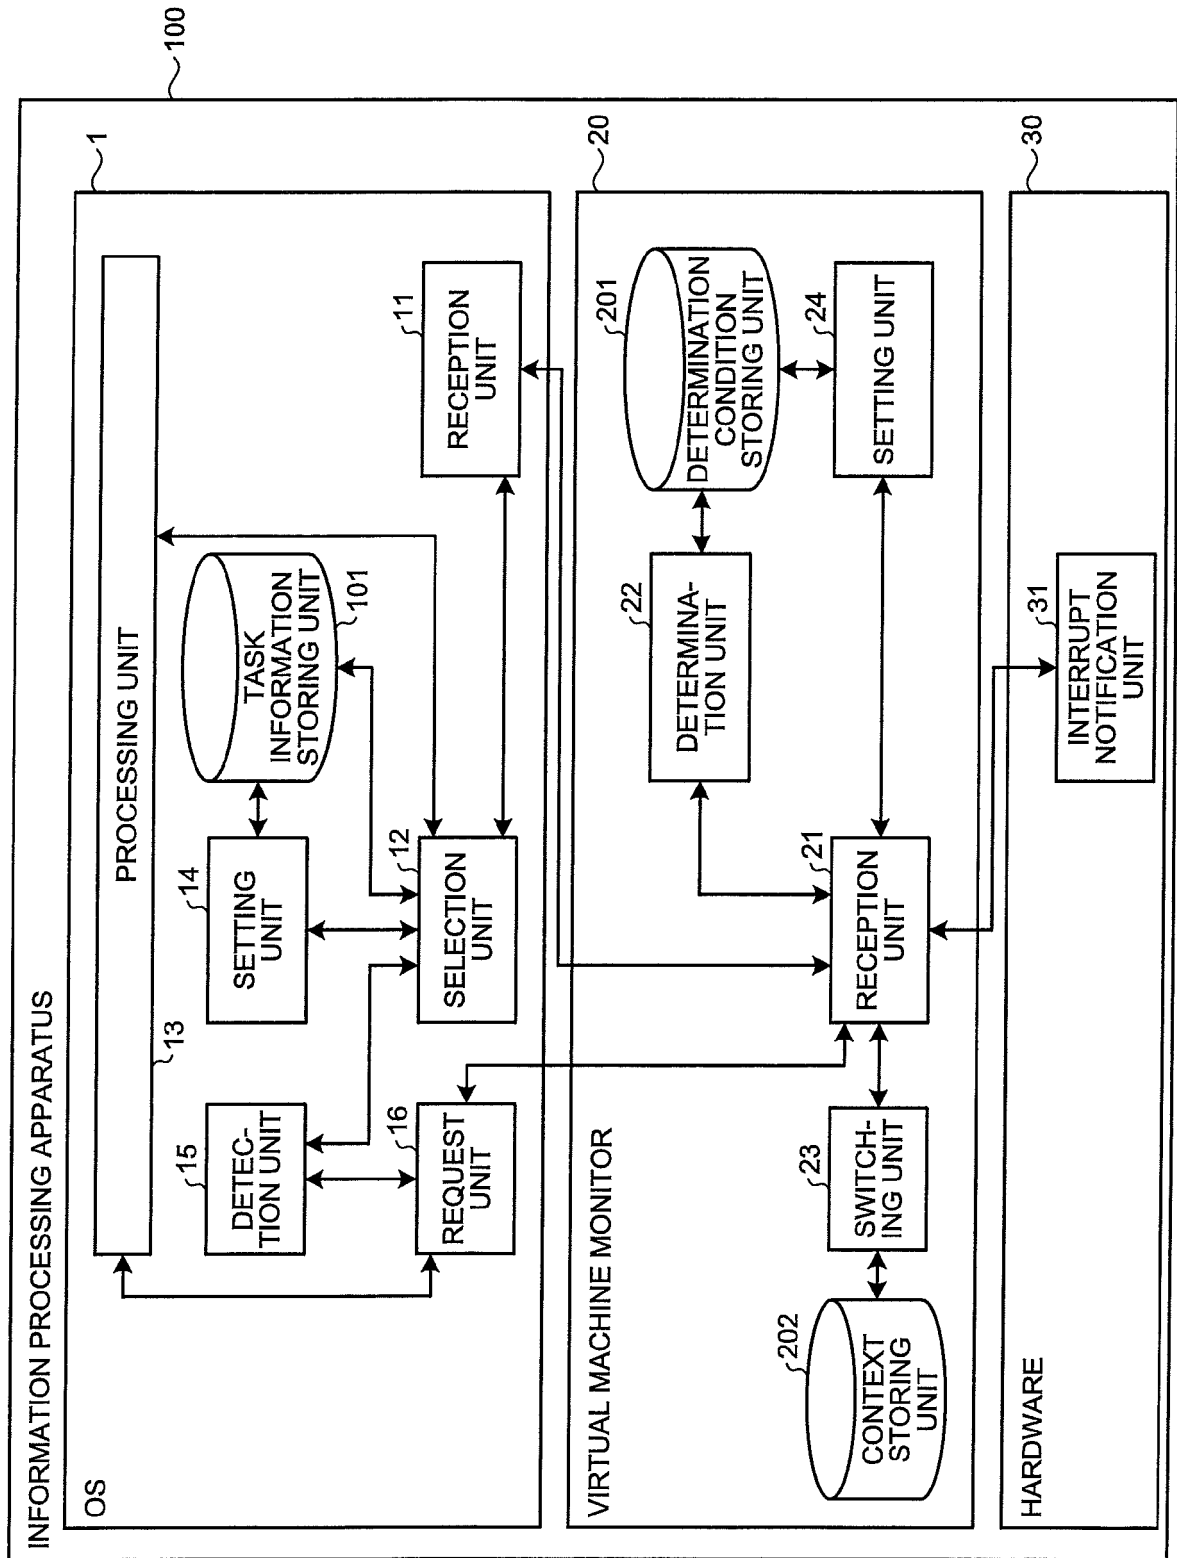 INFORMATION PROCESSING APPARATUS
100
OS
1
PROCESSING UNIT
13
15
DETEC-
TION UNIT
14
SETTING
UNIT
TASK
INFORMATION
STORING UNIT
101
16
REQUEST
UNIT
12
SELECTION
UNIT
11
RECEPTION
UNIT
VIRTUAL MACHINE MONITOR
20
22
DETERMINA-
TION UNIT
201
DETERMINATION
CONDITION
STORING UNIT
202
CONTEXT
STORING
UNIT
23
SWITCH-
ING UNIT
21
RECEPTION
UNIT
24
SETTING UNIT
HARDWARE
30
31
INTERRUPT
NOTIFICATION
UNIT